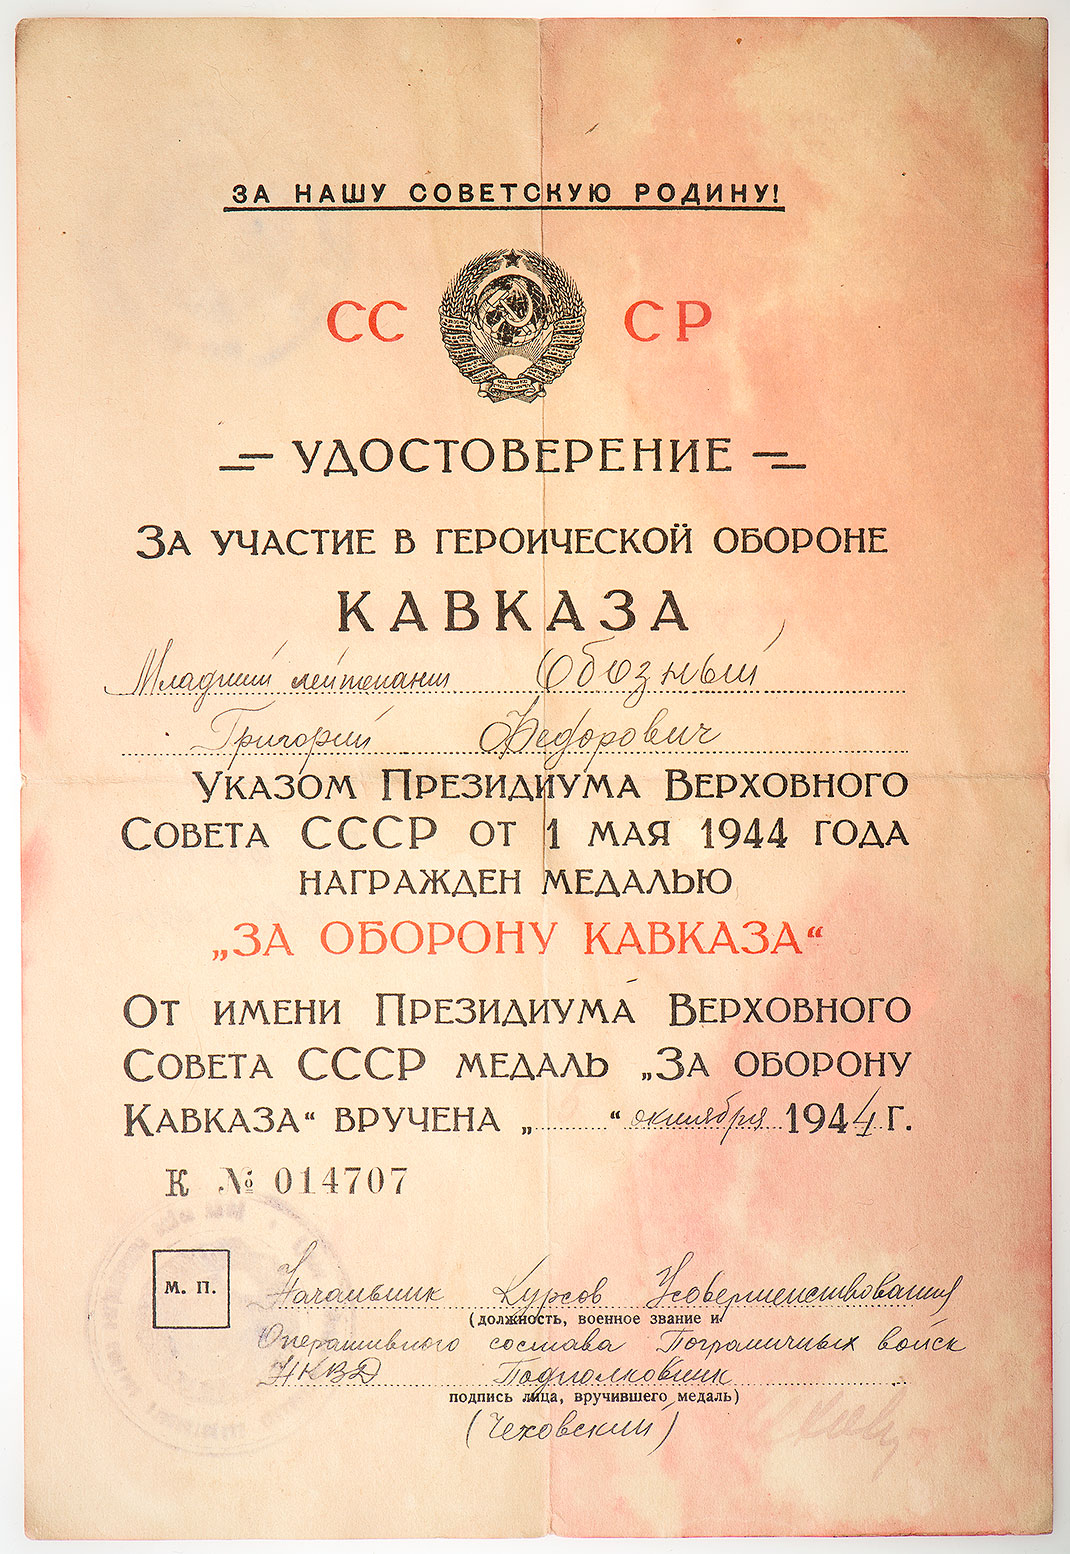 ЗА НАШУ СОВЕТСКУЮ РОДИНУ!
СС СР
УДОСТОВЕРЕНИЕ
ЗА УЧАСТИЕ В ГЕРОИЧЕСКОЙ ОБОРОНЕ
КАВКАЗА
Младший лейтенант Обозный
Григорий Федорович
УКАЗОМ ПРЕЗИДИУМА ВЕРХОВНОГО
СОВЕТА СССР ОТ 1 МАЯ 1944 ГОДА
НАГРАЖДЕН МЕДАЛЬЮ
„ЗА ОБОРОНУ КАВКАЗА“
ОТ ИМЕНИ ПРЕЗИДИУМА ВЕРХОВНОГО
СОВЕТА СССР МЕДАЛЬ „ЗА ОБОРОНУ
КАВКАЗА“ ВРУЧЕНА „ “ октября 1944 Г.
К № 014707
М. П.
Начальник Курсов Усовершенствования
(должность, военное звание и
Оперативного состава Пограничных войск
НКВД Подполковник
подпись лица, вручившего медаль)
(Чеховский)